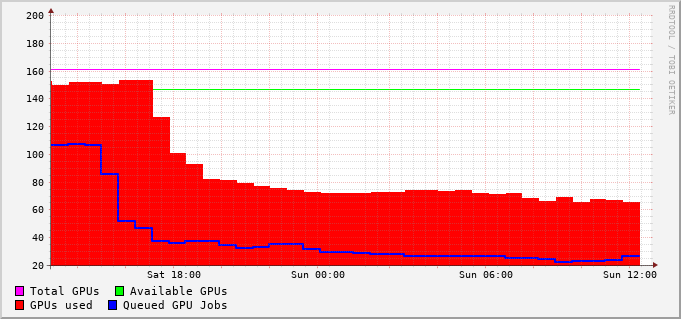 RRDTOOL / TOBI OETIKER
200
180
160
140
120
100
80
60
40
20
Sat 18:00 Sun 00:00 Sun 06:00 Sun 12:00
Total GPUs Available GPUs
GPUs used Queued GPU Jobs